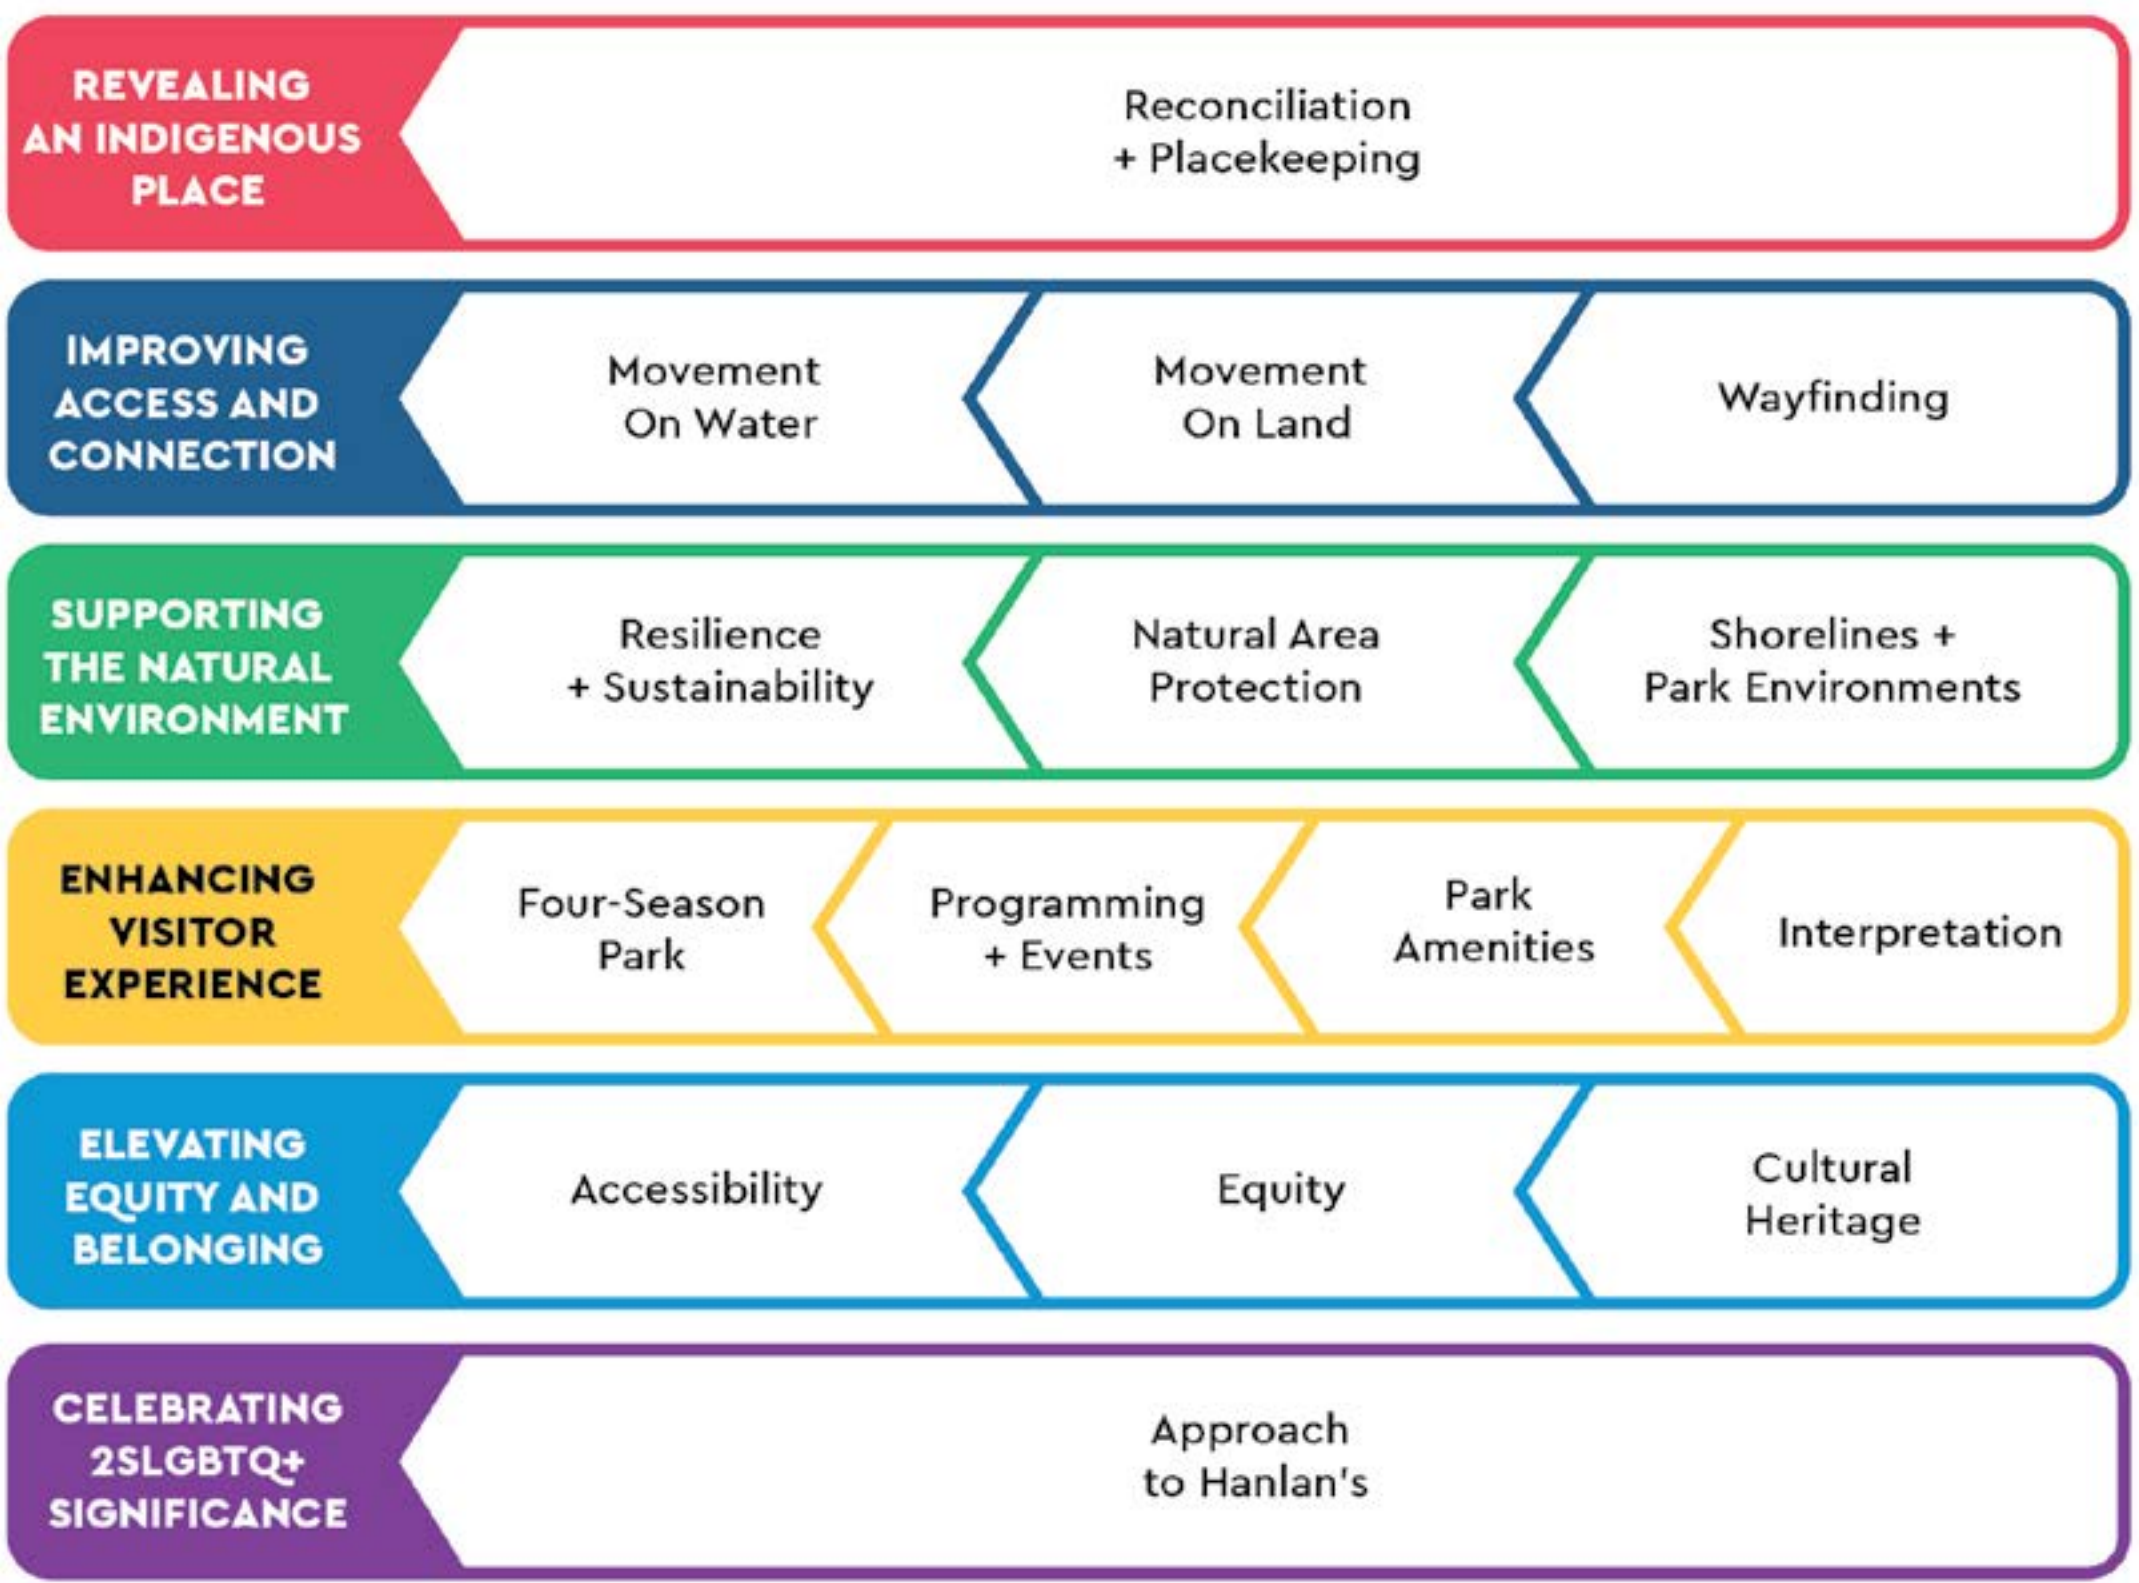 REVEALING
AN INDIGENOUS
PLACE
Reconciliation
+ Placekeeping
IMPROVING
ACCESS AND
CONNECTION
Movement
On Water
Movement
On Land
Wayfinding
SUPPORTING
THE NATURAL
ENVIRONMENT
Resilience
+ Sustainability
Natural Area
Protection
Shorelines +
Park Environments
ENHANCING
VISITOR
EXPERIENCE
Four-Season
Park
Programming
+ Events
Park
Amenities
Interpretation
ELEVATING
EQUITY AND
BELONGING
Accessibility
Equity
Cultural
Heritage
CELEBRATING
2SLGBTQ+
SIGNIFICANCE
Approach
to Hanlan's